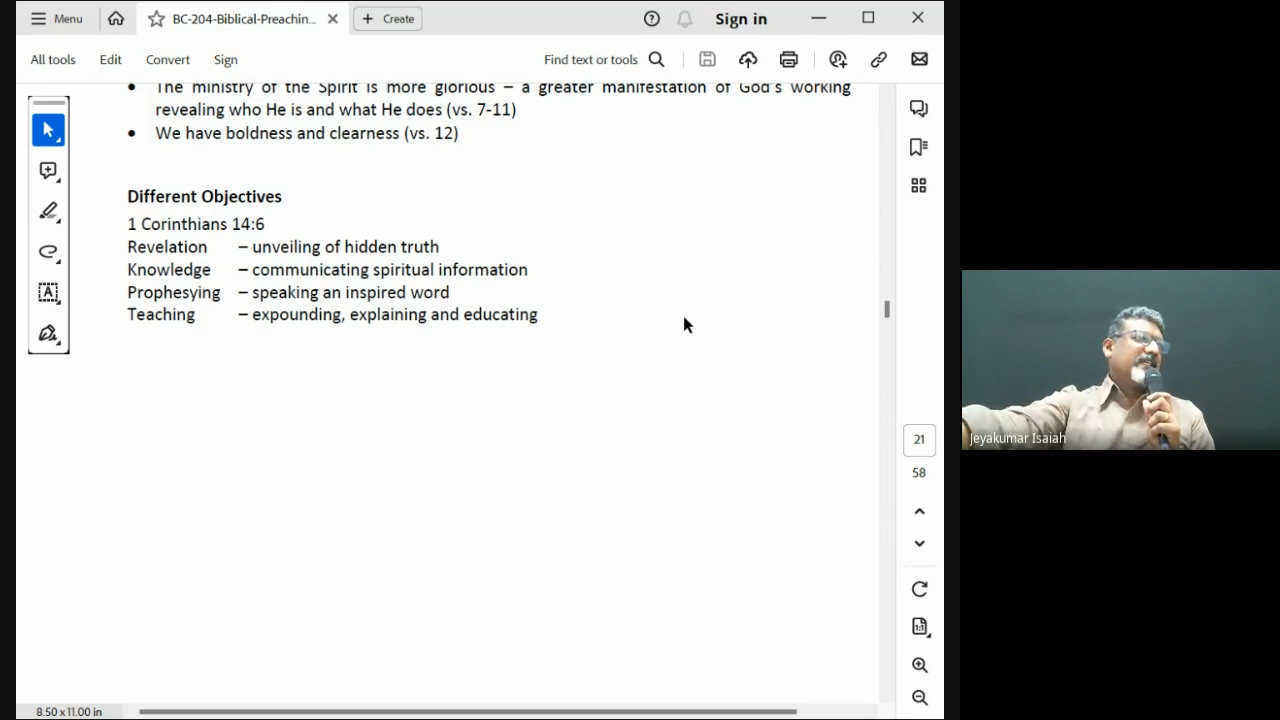 Menu
BC-204-Biblical-Preachin...
Create
Sign in
All tools
Edit
Convert
Sign
Find text or tools
• The ministry of the Spirit is more glorious – a greater manifestation of God's working
revealing who He is and what He does (vs. 7-11)
• We have boldness and clearness (vs. 12)
Different Objectives
1 Corinthians 14:6
Revelation – unveiling of hidden truth
Knowledge – communicating spiritual information
Prophesying – speaking an inspired word
Teaching – expounding, explaining and educating
21
58
1:1
8.50 x 11.00 in
Jeyakumar Isaiah